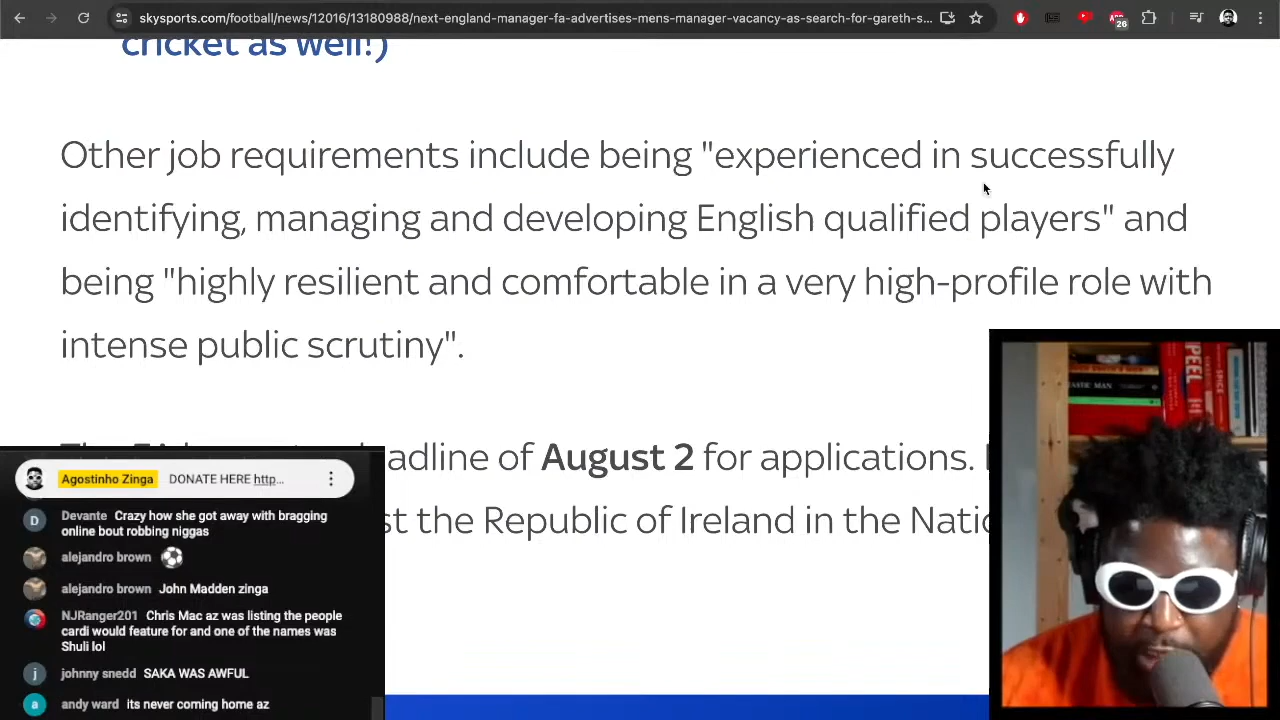 skysports.com/football/news/12016/13180988/next-england-manager-fa-advertises-mens-manager-vacancy-as-search-for-gareth-s...
26
cricket as well!)
Other job requirements include being "experienced in successfully
identifying, managing and developing English qualified players" and
being "highly resilient and comfortable in a very high-profile role with
intense public scrutiny".
adline of August 2 for applications.
st the Republic of Ireland in the Natio
Agostinho Zinga DONATE HERE http...
D Devante Crazy how she got away with bragging
online bout robbing niggas
alejandro brown ⚽
alejandro brown John Madden zinga
NJRanger201 Chris Mac az was listing the people
cardi would feature for and one of the names was
Shuli lol
j johnny snedd SAKA WAS AWFUL
a andy ward its never coming home az
TASTIC MAN
PEEL
SPICE